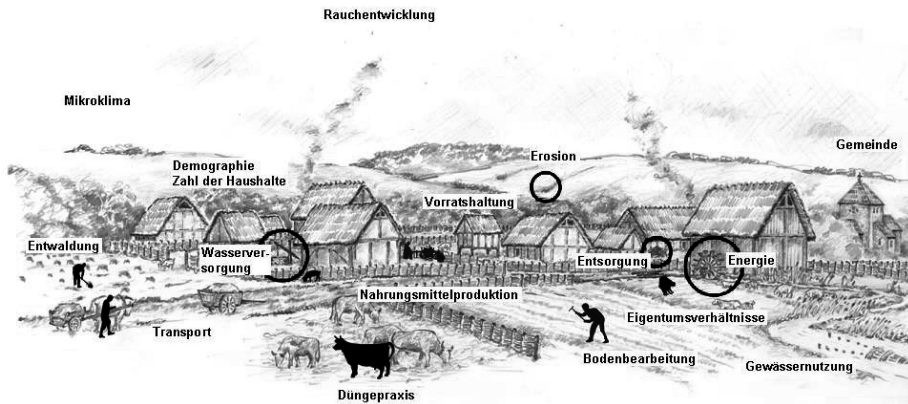 Rauchentwicklung
Mikroklima
Gemeinde
Erosion
Demographie
Zahl der Haushalte
Vorratshaltung
Entwaldung
Wasserver-
sorgung
Entsorgung
Energie
Nahrungsmittelproduktion
Eigentumsverhältnisse
Transport
Bodenbearbeitung
Gewässernutzung
Düngepraxis